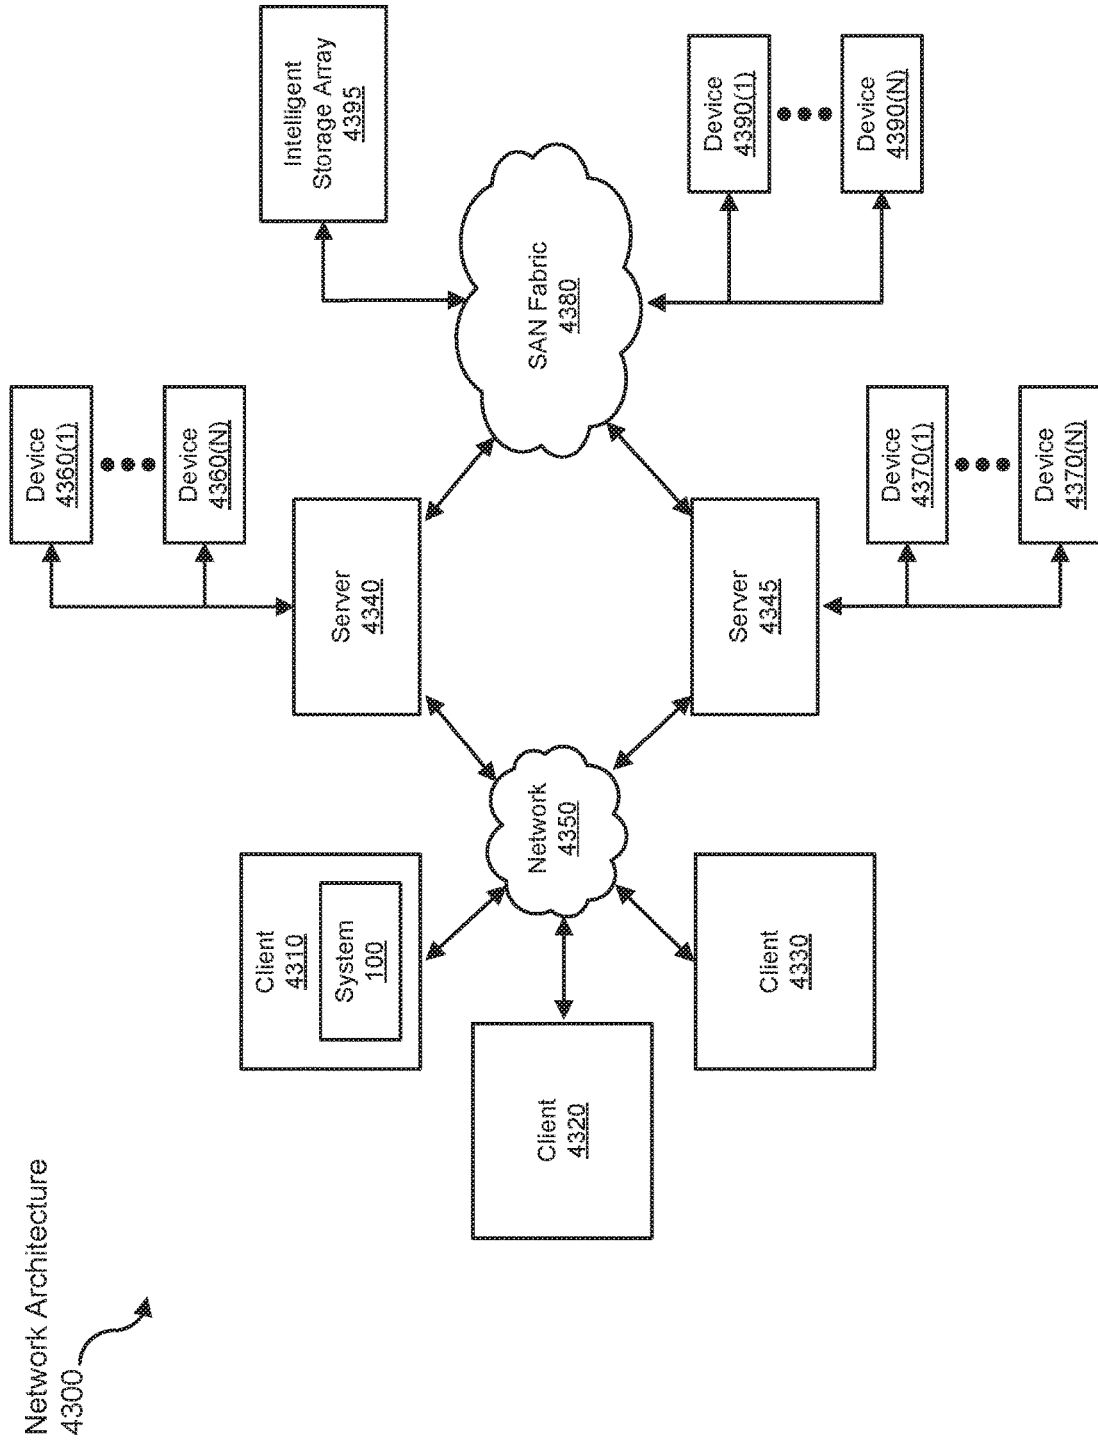 Network Architecture
4300
Client
4310
System
100
Client
4320
Client
4330
Network
4350
Server
4340
Server
4345
Device
4360(1)
Device
4360(N)
Device
4370(1)
Device
4370(N)
SAN Fabric
4380
Intelligent
Storage Array
4395
Device
4390(1)
Device
4390(N)